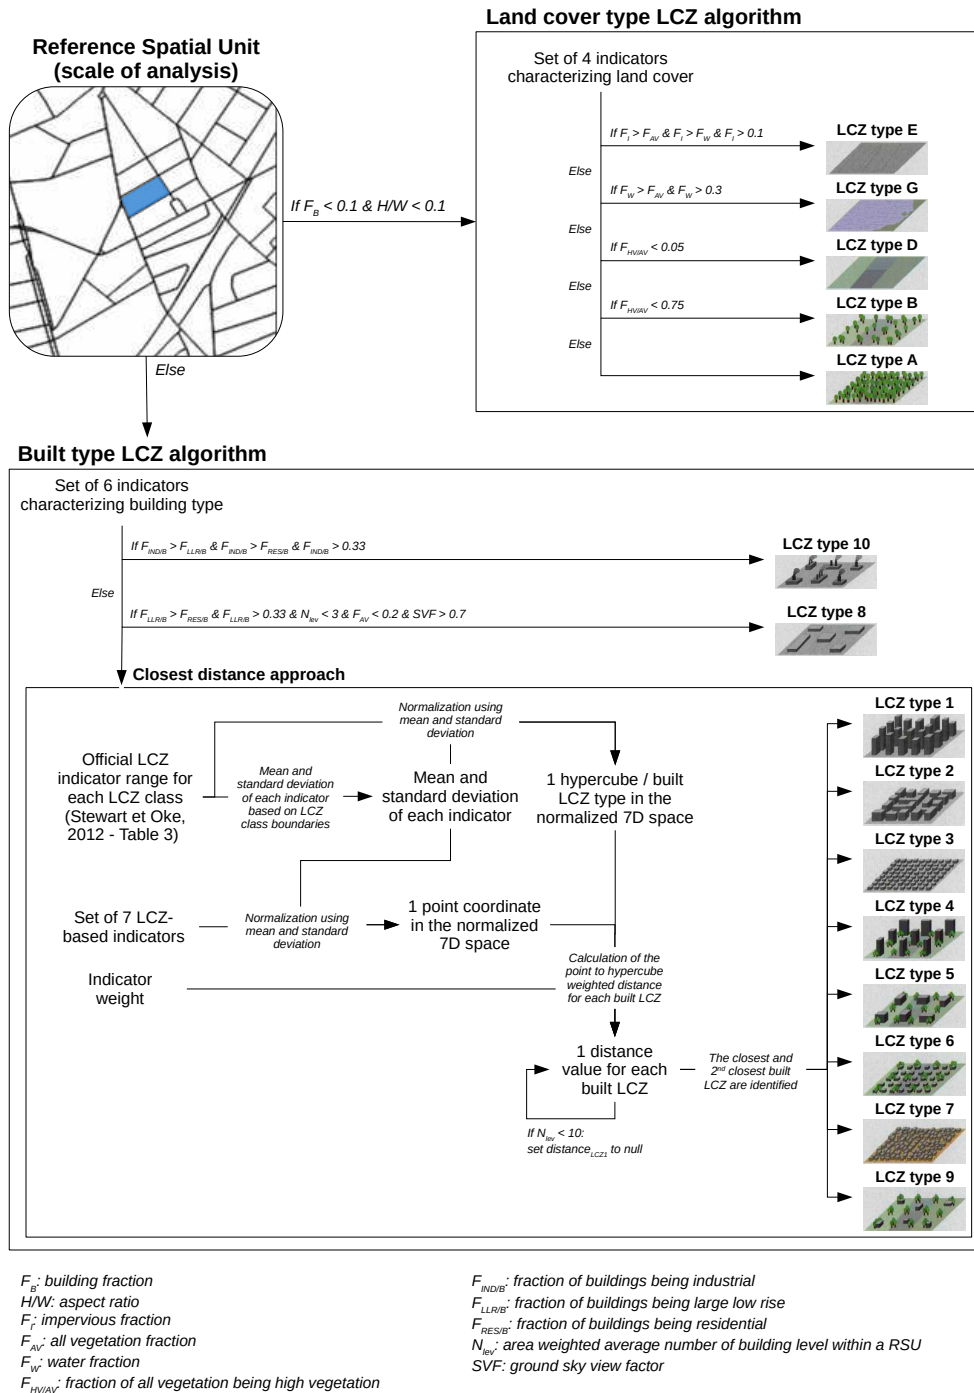 Land cover type LCZ algorithm
Reference Spatial Unit
(scale of analysis)
Set of 4 indicators
characterizing land cover
If F_I > F_AV & F_I > F_W & F_I > 0.1
LCZ type E
Else
If F_W > F_AV & F_W > 0.3
LCZ type G
If F_B < 0.1 & H/W < 0.1
Else
If F_HV/AV < 0.05
LCZ type D
Else
If F_HV/AV < 0.75
LCZ type B
Else
LCZ type A
Else
Built type LCZ algorithm
Set of 6 indicators
characterizing building type
If F_IND/B > F_LLR/B & F_IND/B > F_RES/B & F_IND/B > 0.33
LCZ type 10
Else
If F_LLR/B > F_RES/B & F_LLR/B > 0.33 & N_lev < 3 & F_AV < 0.2 & SVF > 0.7
LCZ type 8
Closest distance approach
Normalization using
mean and standard
deviation
Official LCZ
indicator range for
each LCZ class
(Stewart et Oke,
2012 - Table 3)
Mean and
standard deviation
of each indicator
based on LCZ
class boundaries
Mean and
standard deviation
of each indicator
1 hypercube / built
LCZ type in the
normalized 7D space
Set of 7 LCZ-
based indicators
Normalization using
mean and standard
deviation
1 point coordinate
in the normalized
7D space
Indicator
weight
Calculation of the
point to hypercube
weighted distance
for each built LCZ
1 distance
value for each
built LCZ
The closest and
2nd closest built
LCZ are identified
If N_lev < 10:
set distance_LCZ1 to null
LCZ type 1
LCZ type 2
LCZ type 3
LCZ type 4
LCZ type 5
LCZ type 6
LCZ type 7
LCZ type 9
F_B: building fraction
H/W: aspect ratio
F_I: impervious fraction
F_AV: all vegetation fraction
F_W: water fraction
F_HV/AV: fraction of all vegetation being high vegetation
F_IND/B: fraction of buildings being industrial
F_LLR/B: fraction of buildings being large low rise
F_RES/B: fraction of buildings being residential
N_lev: area weighted average number of building level within a RSU
SVF: ground sky view factor